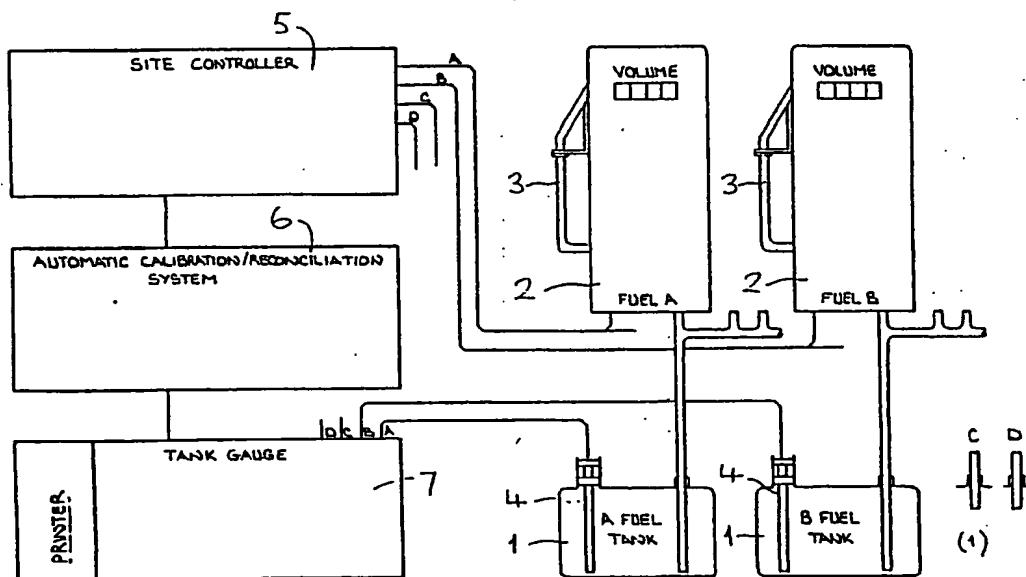 5
SITE CONTROLLER
A
B
C
D
6
AUTOMATIC CALIBRATION/RECONCILIATION
SYSTEM
D C B A
TANK GAUGE
7
PRINTER
VOLUME
3
2
FUEL A
VOLUME
3
2
FUEL B
4
1
A FUEL
TANK
4
1
B FUEL
TANK
C D
(1)